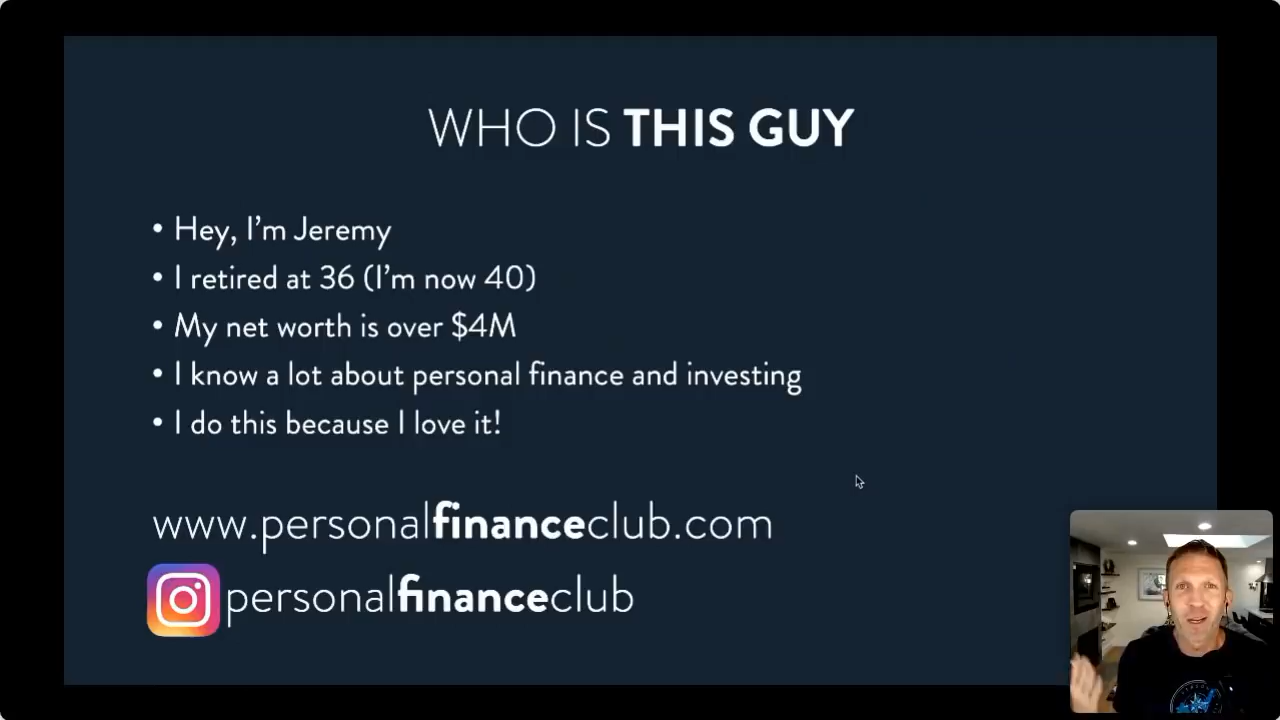 WHO IS THIS GUY
• Hey, I'm Jeremy
• I retired at 36 (I'm now 40)
• My net worth is over $4M
• I know a lot about personal finance and investing
• I do this because I love it!
www.personalfinanceclub.com
personalfinanceclub